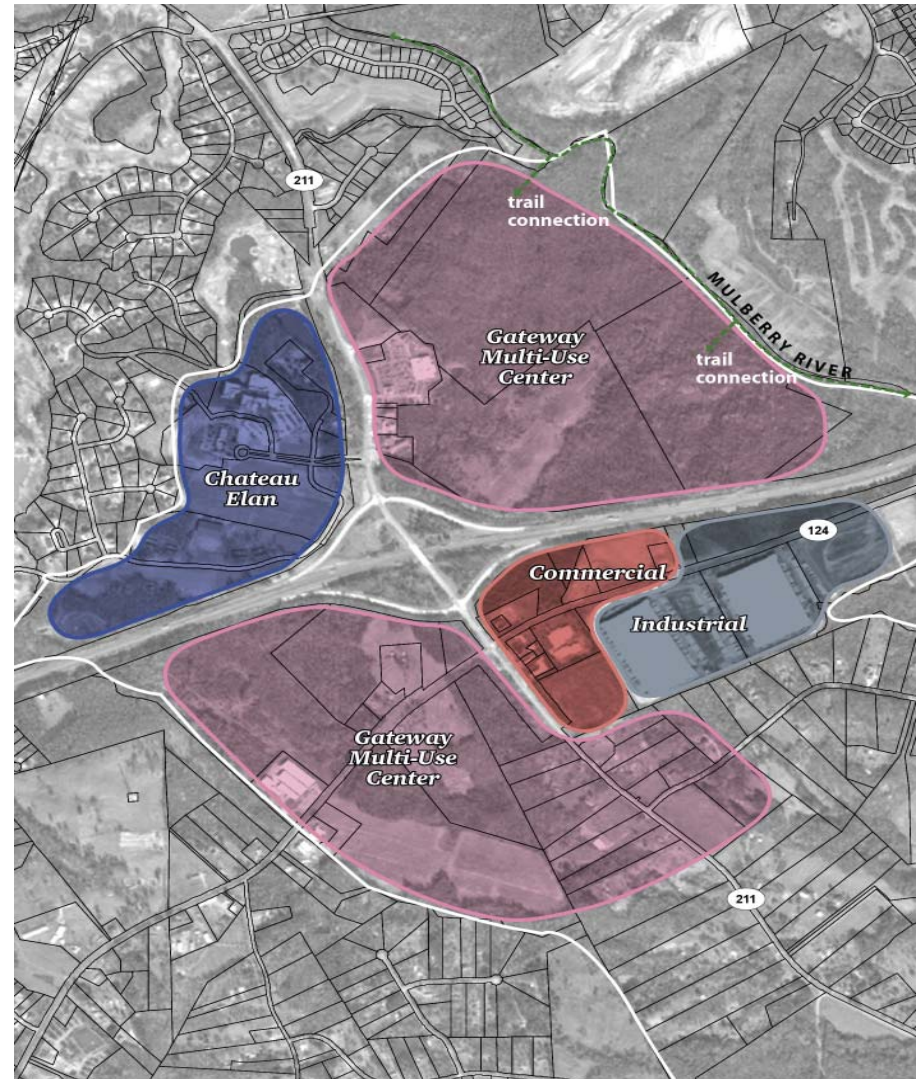 211
trail
connection
MULBERRY RIVER
Gateway
Multi-Use
Center
trail
connection
Chateau
Elan
124
Commercial
Industrial
Gateway
Multi-Use
Center
211